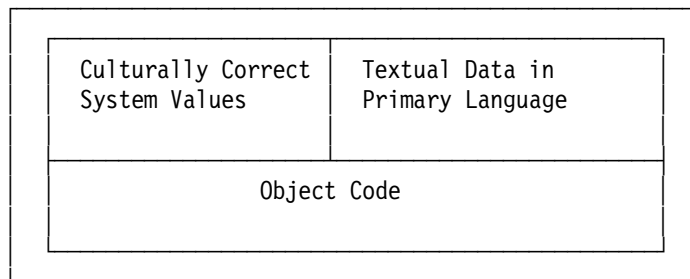 Culturally Correct
System Values
Textual Data in
Primary Language
Object Code